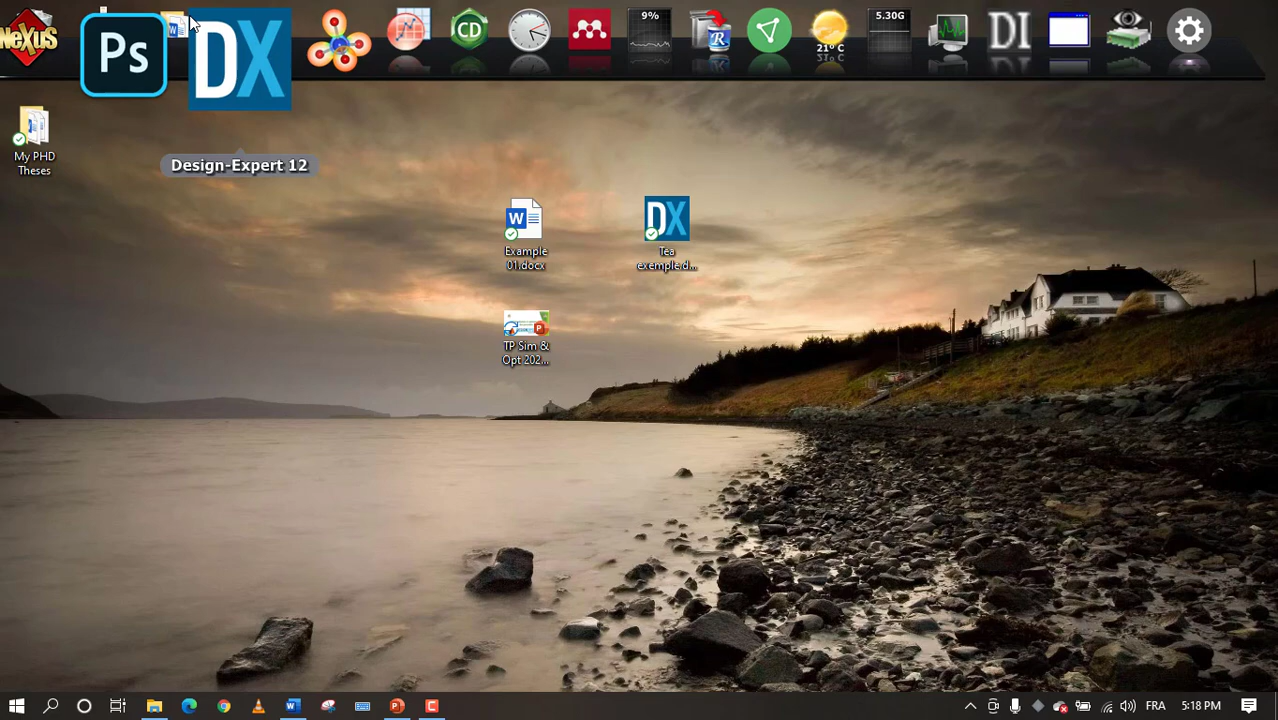 NeXuS
Ps
DX
CD
9%
R
21° C
5.30G
DI
Design-Expert 12
My PHD
Theses
W
Example
01.docx
DX
Tea
exemple.d...
TP Sim &
Opt 202...
FRA
5:18 PM